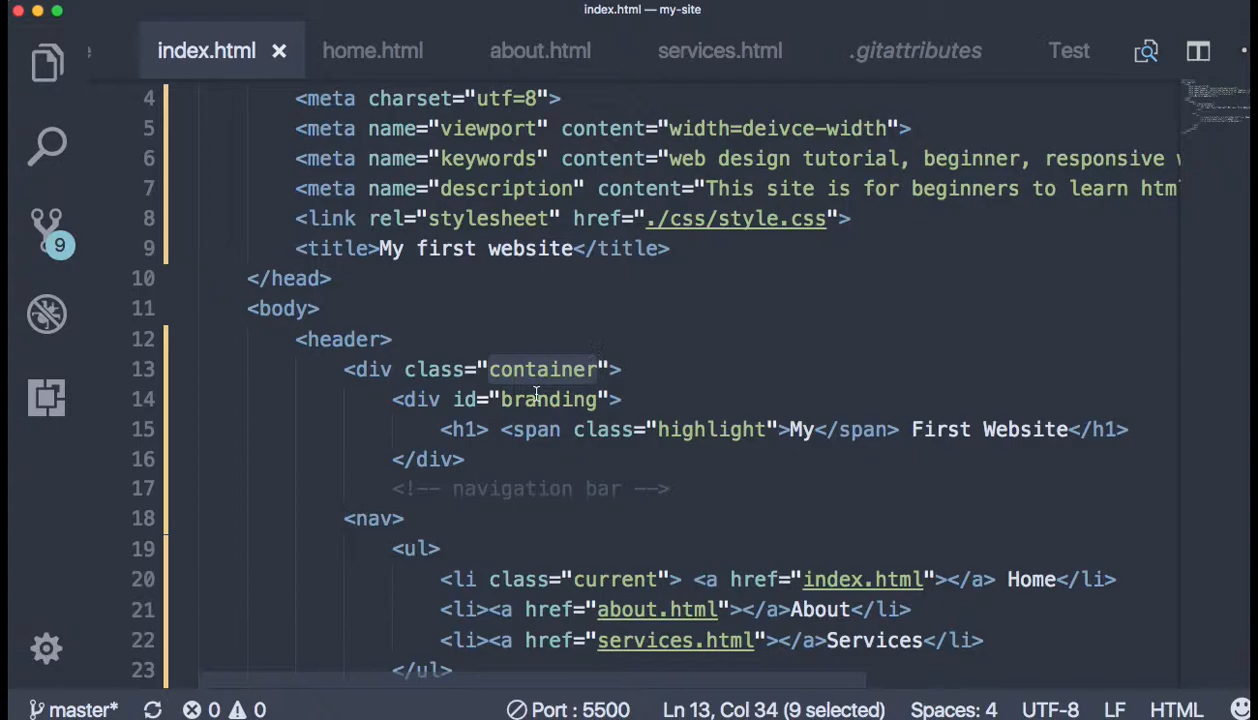 index.html — my-site
e index.html × home.html about.html services.html .gitattributes Test
4 <meta charset="utf=8">
5 <meta name="viewport" content="width=deivce-width">
6 <meta name="keywords" content="web design tutorial, beginner, responsive
7 <meta name="description" content="This site is for beginners to learn html
8 <link rel="stylesheet" href="./css/style.css">
9 <title>My first website</title>
10 </head>
11 <body>
12 <header>
13 <div class="container">
14 <div id="branding">
15 <h1> <span class="highlight">My</span> First Website</h1>
16 </div>
17 <!-- navigation bar -->
18 <nav>
19 <ul>
20 <li class="current"> <a href="index.html"></a> Home</li>
21 <li><a href="about.html"></a>About</li>
22 <li><a href="services.html"></a>Services</li>
23 </ul>
9
master* 0 0 Port : 5500 Ln 13, Col 34 (9 selected) Spaces: 4 UTF-8 LF HTML